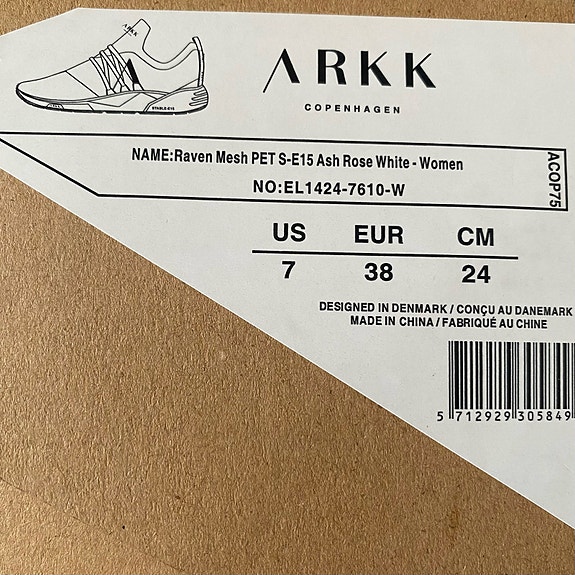 ARKK
COPENHAGEN
NAME:Raven Mesh PET S-E15 Ash Rose White - Women
NO:EL1424-7610-W
ACOP75
US EUR CM
7 38 24
DESIGNED IN DENMARK / CONÇU AU DANEMARK
MADE IN CHINA / FABRIQUÉ AU CHINE
5 712929 305849